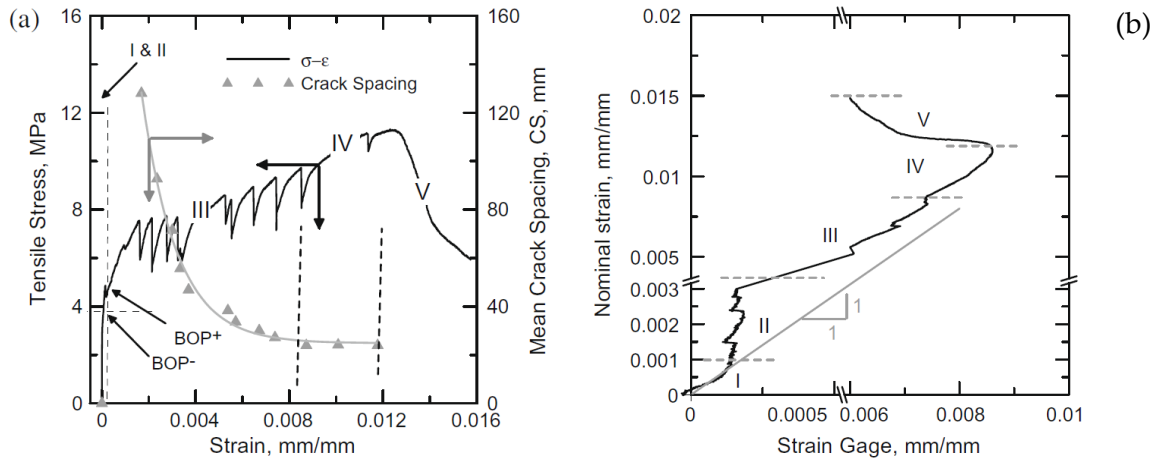 (a)
160
120
80
40
0
Mean Crack Spacing, CS, mm
16
12
8
4
0
Tensile Stress, MPa
I & II
σ–ε
Crack Spacing
III
IV
V
BOP+
BOP-
0
0.004
0.008
0.012
0.016
Strain, mm/mm
(b)
0.02
0.015
0.01
0.005
0.003
0.002
0.001
0
Nominal strain, mm/mm
V
IV
III
II
I
1
1
0
0.0005
0.006
0.008
0.01
Strain Gage, mm/mm